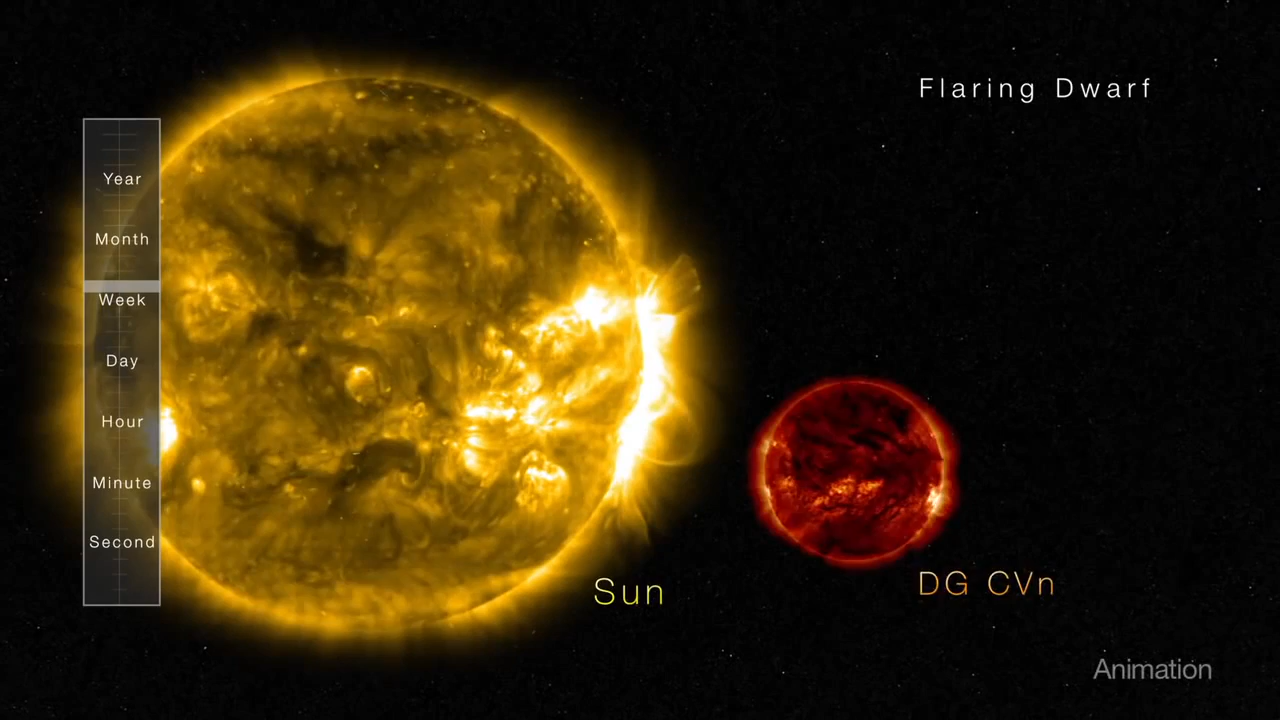 Flaring Dwarf
Year
Month
Week
Day
Hour
Minute
Second
Sun
DG CVn
Animation